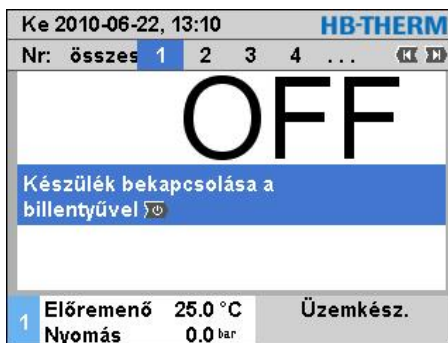 Ke 2010-06-22, 13:10 HB-THERM
Nr: összes 1 2 3 4 ...
OFF
Készülék bekapcsolása a
billentyűvel
1 Előremenő 25.0 °C Üzemkész.
Nyomás 0.0 bar